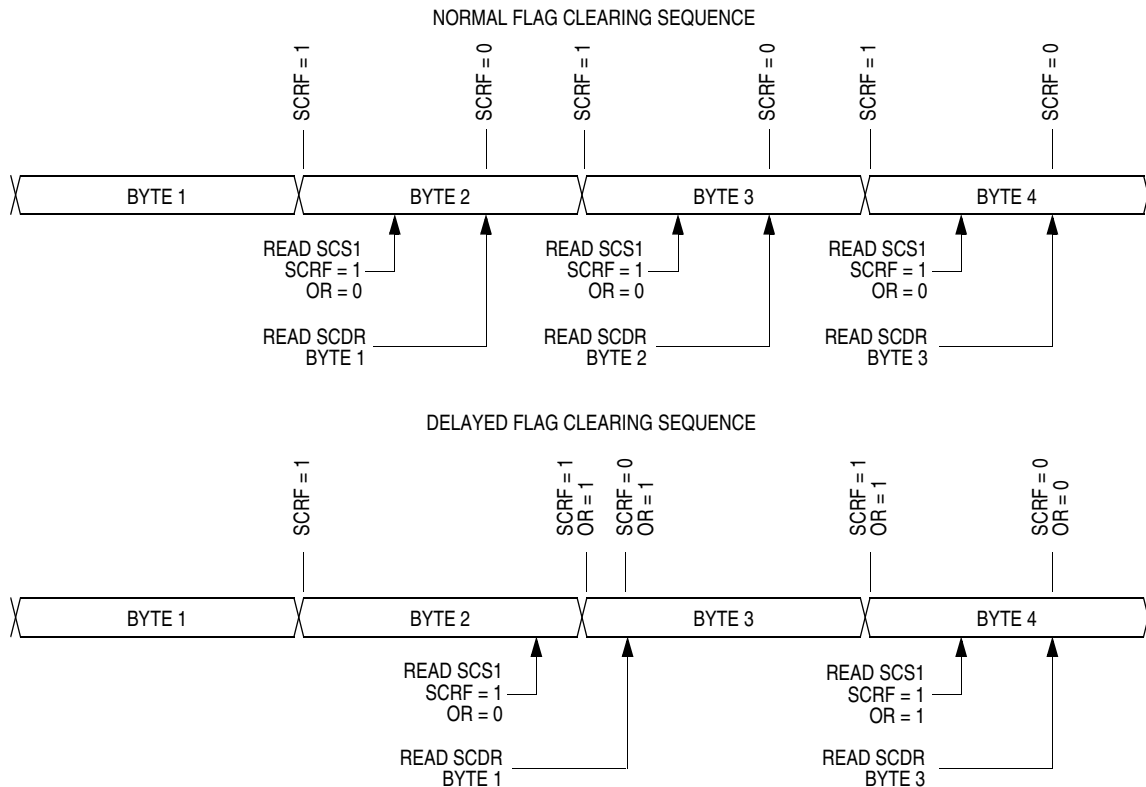 NORMAL FLAG CLEARING SEQUENCE
SCRF = 1
SCRF = 0
SCRF = 1
SCRF = 0
SCRF = 1
SCRF = 0
BYTE 1
BYTE 2
BYTE 3
BYTE 4
READ SCS1
SCRF = 1
OR = 0
READ SCS1
SCRF = 1
OR = 0
READ SCS1
SCRF = 1
OR = 0
READ SCDR
BYTE 1
READ SCDR
BYTE 2
READ SCDR
BYTE 3
DELAYED FLAG CLEARING SEQUENCE
SCRF = 1
SCRF = 1
OR = 1
SCRF = 0
OR = 1
SCRF = 1
OR = 1
SCRF = 0
OR = 0
BYTE 1
BYTE 2
BYTE 3
BYTE 4
READ SCS1
SCRF = 1
OR = 0
READ SCS1
SCRF = 1
OR = 1
READ SCDR
BYTE 1
READ SCDR
BYTE 3